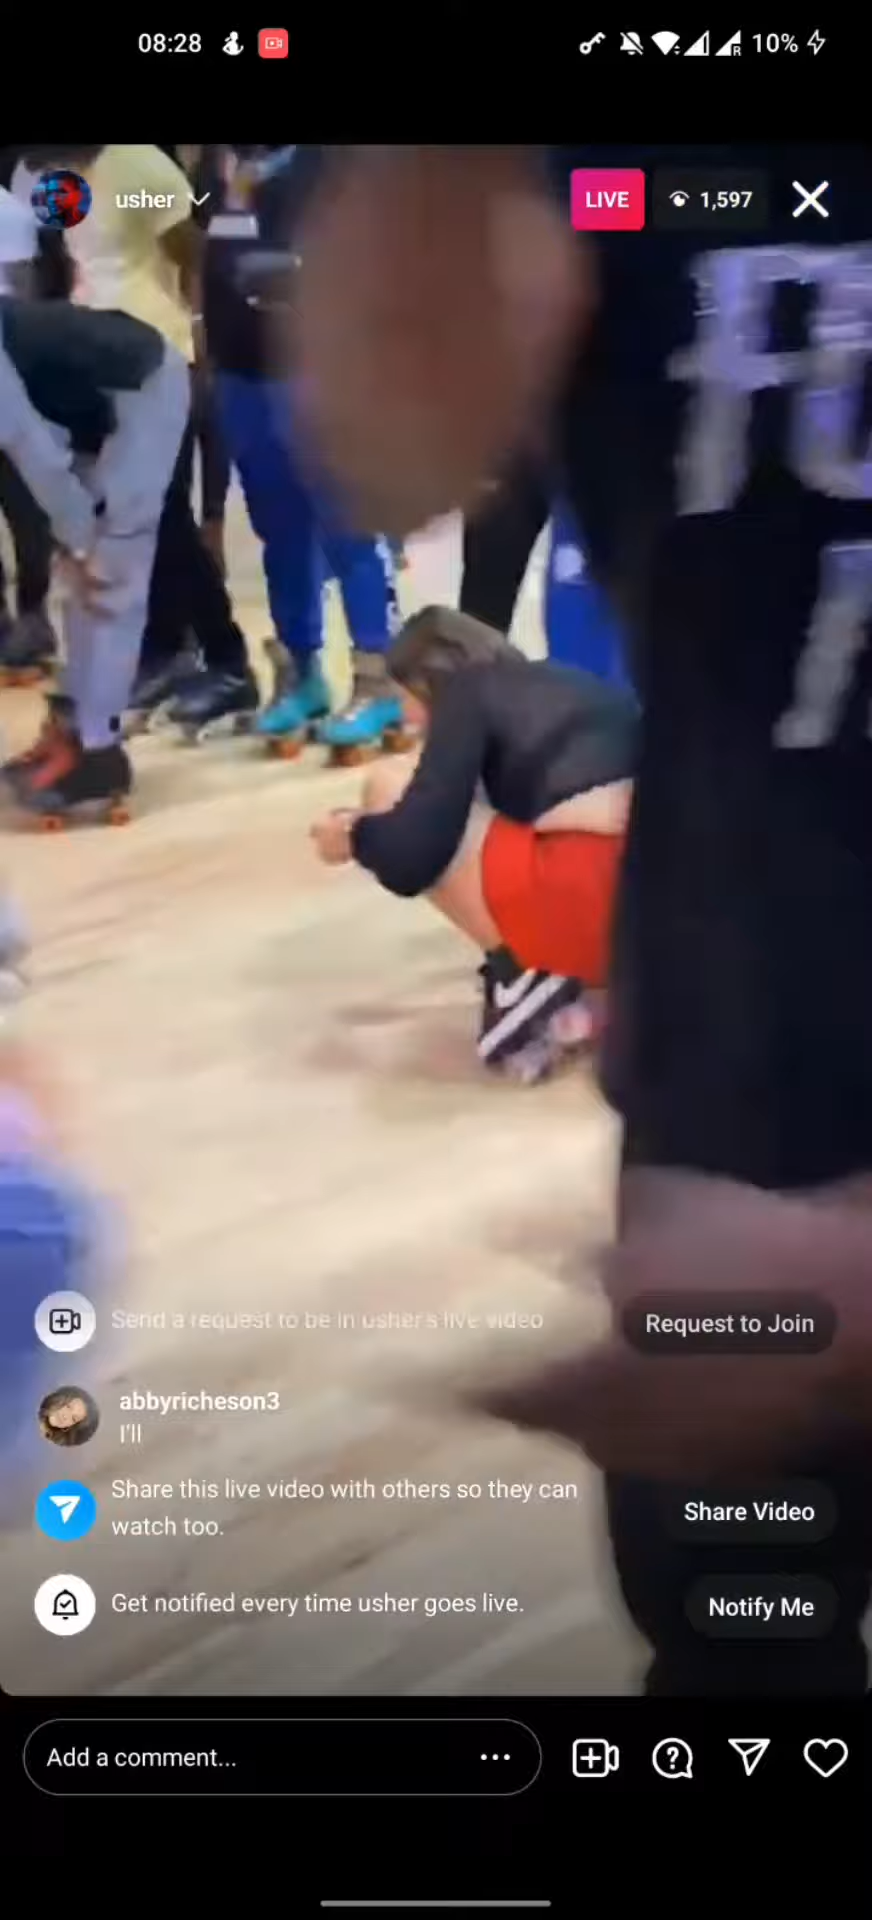 08:28
10%
usher
LIVE
1,597
Send a request to be in usher's live video
Request to Join
abbyricheson3
I'll
Share this live video with others so they can
watch too.
Share Video
Get notified every time usher goes live.
Notify Me
Add a comment...